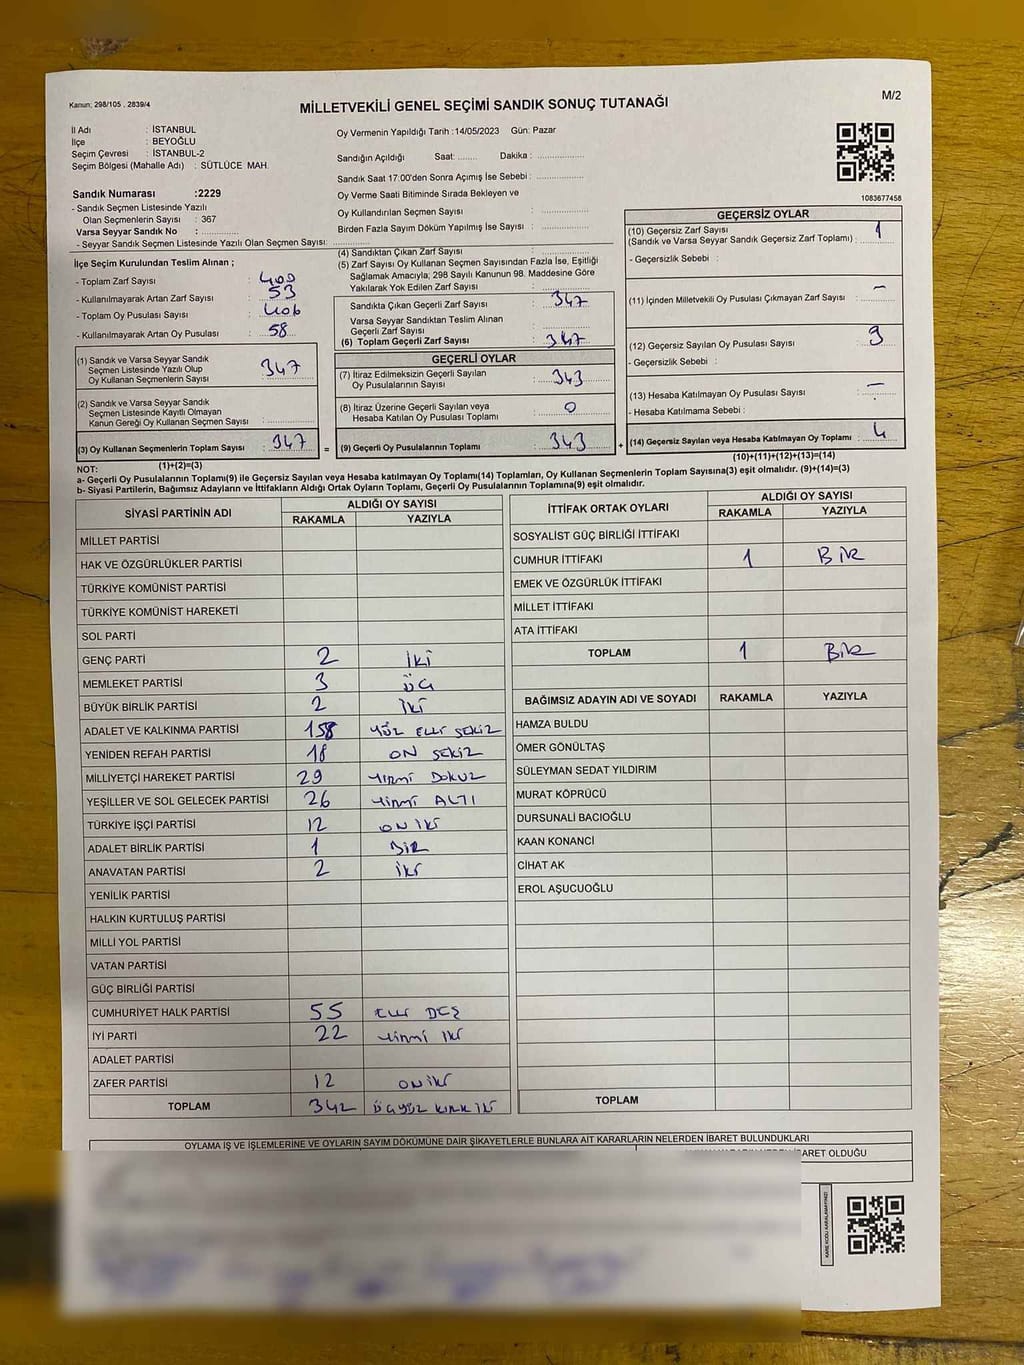 Kanun; 298/105 , 2839/4
MİLLETVEKİLİ GENEL SEÇİMİ SANDIK SONUÇ TUTANAĞI
M/2
İl Adı : İSTANBUL
İlçe : BEYOĞLU
Seçim Çevresi : İSTANBUL-2
Seçim Bölgesi (Mahalle Adı) : SÜTLÜCE MAH.
Sandık Numarası :2229
- Sandık Seçmen Listesinde Yazılı
Olan Seçmenlerin Sayısı : 367
Varsa Seyyar Sandık No : ..............
- Seyyar Sandık Seçmen Listesinde Yazılı Olan Seçmen Sayısı: ..............
Oy Vermenin Yapıldığı Tarih :14/05/2023 Gün: Pazar
Sandığın Açıldığı Saat: ....... Dakika : ................
Sandık Saat 17:00'den Sonra Açımış İse Sebebi : ................
Oy Verme Saati Bitiminde Sırada Bekleyen ve
Oy Kullandırılan Seçmen Sayısı : ................
Birden Fazla Sayım Döküm Yapılmış İse Sayısı : ................
1083677458
İlçe Seçim Kurulundan Teslim Alınan ;
- Toplam Zarf Sayısı : 400
- Kullanılmayarak Artan Zarf Sayısı : 53
- Toplam Oy Pusulası Sayısı : 406
- Kullanılmayarak Artan Oy Pusulası : 58
(1) Sandık ve Varsa Seyyar Sandık
Seçmen Listesinde Yazılı Olup
Oy Kullanan Seçmenlerin Sayısı : 347
(2) Sandık ve Varsa Seyyar Sandık
Seçmen Listesinde Kayıtlı Olmayan
Kanun Gereği Oy Kullanan Seçmen Sayısı : ................
(3) Oy Kullanan Seçmenlerin Toplam Sayısı : 347
(1)+(2)=(3)
(4) Sandıktan Çıkan Zarf Sayısı : ................
(5) Zarf Sayısı Oy Kullanan Seçmen Sayısından Fazla İse, Eşitliği
Sağlamak Amacıyla; 298 Sayılı Kanunun 98. Maddesine Göre
Yakılarak Yok Edilen Zarf Sayısı : ................
Sandıkta Çıkan Geçerli Zarf Sayısı : 347
Varsa Seyyar Sandıktan Teslim Alınan
Geçerli Zarf Sayısı : ................
(6) Toplam Geçerli Zarf Sayısı : 347
GEÇERLİ OYLAR
(7) İtiraz Edilmeksizin Geçerli Sayılan
Oy Pusulalarının Sayısı : 343
(8) İtiraz Üzerine Geçerli Sayılan veya
Hesaba Katılan Oy Pusulaları Toplamı : 0
= (9) Geçerli Oy Pusulalarının Toplamı : 343
GEÇERSİZ OYLAR
(10) Geçersiz Zarf Sayısı
(Sandık ve Varsa Seyyar Sandık Geçersiz Zarf Toplamı) : 1
- Geçersizlik Sebebi :
(11) İçinden Milletvekili Oy Pusulası Çıkmayan Zarf Sayısı : –
(12) Geçersiz Sayılan Oy Pusulası Sayısı : 3
- Geçersizlik Sebebi :
(13) Hesaba Katılmayan Oy Pusulası Sayısı : –
- Hesaba Katılmama Sebebi :
+ (14) Geçersiz Sayılan veya Hesaba Katılmayan Oy Toplamı : 4
(10)+(11)+(12)+(13)=(14)
NOT:
a- Geçerli Oy Pusulalarının Toplamı(9) ile Geçersiz Sayılan veya Hesaba katılmayan Oy Toplamı(14) Toplamları, Oy Kullanan Seçmenlerin Toplam Sayısına(3) eşit olmalıdır. (9)+(14)=(3)
b- Siyasi Partilerin, Bağımsız Adayların ve İttifakların Aldığı Ortak Oyların Toplamı, Geçerli Oy Pusulalarının Toplamına(9) eşit olmalıdır.
SİYASİ PARTİNİN ADI ALDIĞI OY SAYISI
RAKAMLA YAZIYLA
MİLLET PARTİSİ
HAK VE ÖZGÜRLÜKLER PARTİSİ
TÜRKİYE KOMÜNİST PARTİSİ
TÜRKİYE KOMÜNİST HAREKETİ
SOL PARTİ
GENÇ PARTİ 2 İKİ
MEMLEKET PARTİSİ 3 ÜÇ
BÜYÜK BİRLİK PARTİSİ 2 İKİ
ADALET VE KALKINMA PARTİSİ 158 YÜZ ELLİ SEKİZ
YENİDEN REFAH PARTİSİ 18 ON SEKİZ
MİLLİYETÇİ HAREKET PARTİSİ 29 YİRMİ DOKUZ
YEŞİLLER VE SOL GELECEK PARTİSİ 26 YİRMİ ALTI
TÜRKİYE İŞÇİ PARTİSİ 12 ON İKİ
ADALET BİRLİK PARTİSİ 1 BİR
ANAVATAN PARTİSİ 2 İKİ
YENİLİK PARTİSİ
HALKIN KURTULUŞ PARTİSİ
MİLLİ YOL PARTİSİ
VATAN PARTİSİ
GÜÇ BİRLİĞİ PARTİSİ
CUMHURİYET HALK PARTİSİ 55 ELLİ BEŞ
İYİ PARTİ 22 YİRMİ İKİ
ADALET PARTİSİ
ZAFER PARTİSİ 12 ON İKİ
TOPLAM 342 ÜÇYÜZ KIRK İKİ
İTTİFAK ORTAK OYLARI ALDIĞI OY SAYISI
RAKAMLA YAZIYLA
SOSYALİST GÜÇ BİRLİĞİ İTTİFAKI
CUMHUR İTTİFAKI 1 BİR
EMEK VE ÖZGÜRLÜK İTTİFAKI
MİLLET İTTİFAKI
ATA İTTİFAKI
TOPLAM 1 BİR
BAĞIMSIZ ADAYIN ADI VE SOYADI RAKAMLA YAZIYLA
HAMZA BULDU
ÖMER GÖNÜLTAŞ
SÜLEYMAN SEDAT YILDIRIM
MURAT KÖPRÜCÜ
DURSUNALİ BACIOĞLU
KAAN KONANCİ
CİHAT AK
EROL AŞUCUOĞLU
TOPLAM
OYLAMA İŞ VE İŞLEMLERİNE VE OYLARIN SAYIM DÖKÜMÜNE DAİR ŞİKAYETLERLE BUNLARA AİT KARARLARIN NELERDEN İBARET BULUNDUKLARI
İBARET OLDUĞU
KARE KODU KARALAMAYINIZ!